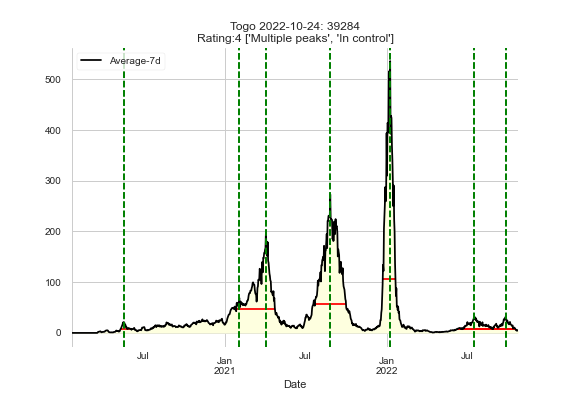 Togo 2022-10-24: 39284
Rating:4 ['Multiple peaks', 'In control']
Average-7d
500
400
300
200
100
0
Jul
Jan
2021
Jul
Jan
2022
Jul
Date